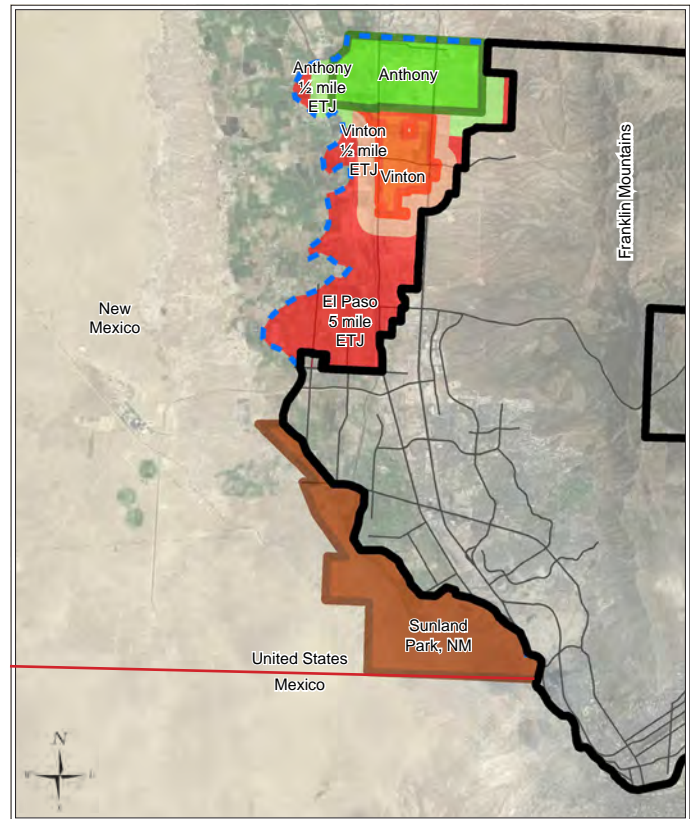 Anthony
½ mile
ETJ
Anthony
Vinton
½ mile
ETJ
Vinton
Franklin Mountains
New
Mexico
El Paso
5 mile
ETJ
Sunland
Park, NM
United States
Mexico
N